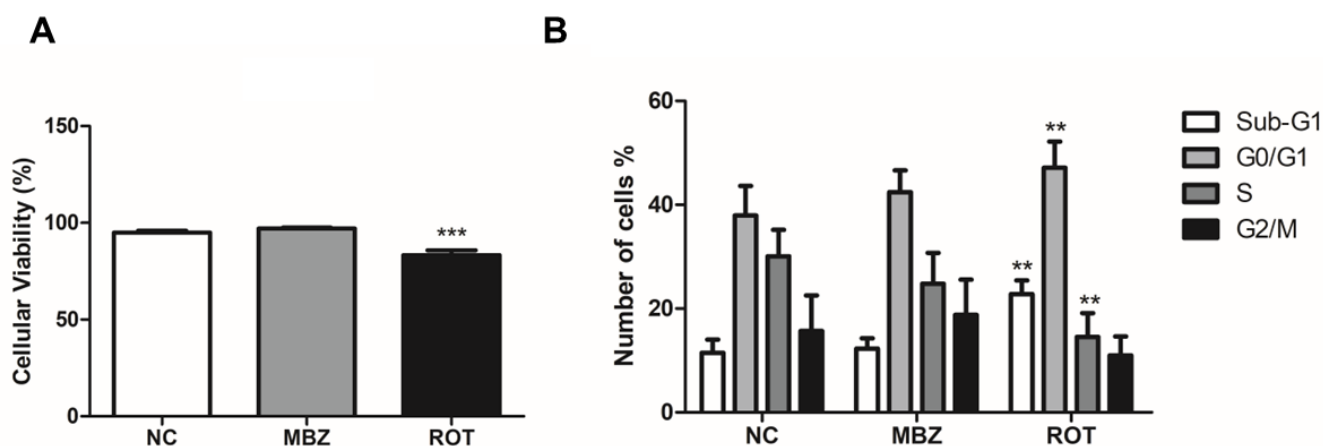 A
B
Cellular Viability (%)
150
100
50
0
***
NC
MBZ
ROT
Number of cells %
60
40
20
0
**
**
**
NC
MBZ
ROT
Sub-G1
G0/G1
S
G2/M